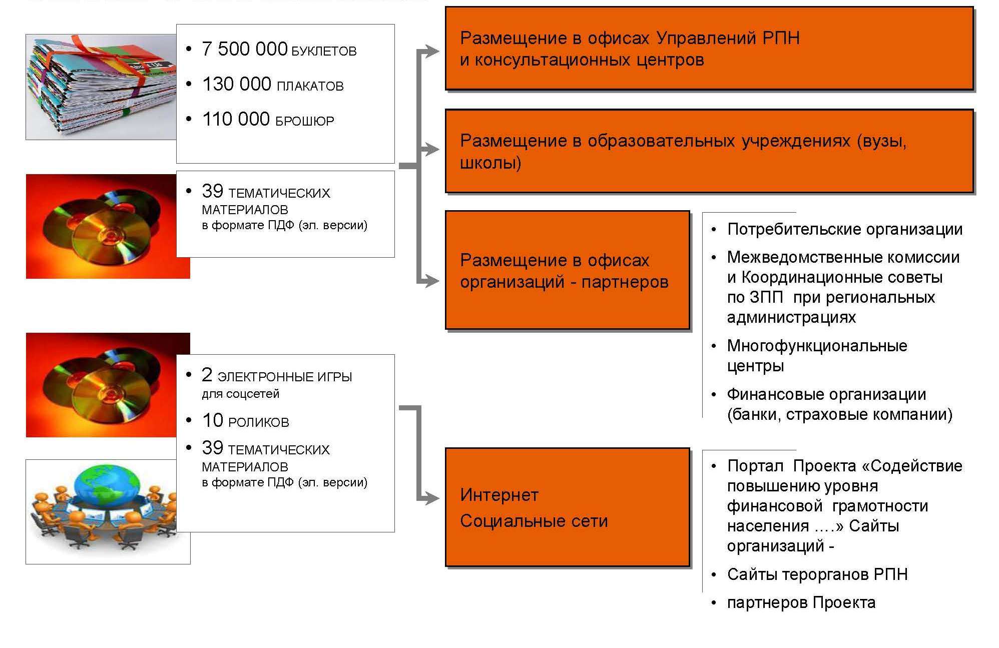 • 7 500 000 БУКЛЕТОВ
• 130 000 ПЛАКАТОВ
• 110 000 БРОШЮР
• 39 ТЕМАТИЧЕСКИХ
МАТЕРИАЛОВ
в формате ПДФ (эл. версии)
Размещение в офисах Управлений РПН
и консультационных центров
Размещение в образовательных учреждениях (вузы,
школы)
Размещение в офисах
организаций - партнеров
• Потребительские организации
• Межведомственные комиссии
и Координационные советы
по ЗПП при региональных
администрациях
• Многофункциональные
центры
• Финансовые организации
(банки, страховые компании)
• 2 ЭЛЕКТРОННЫЕ ИГРЫ
для соцсетей
• 10 РОЛИКОВ
• 39 ТЕМАТИЧЕСКИХ
МАТЕРИАЛОВ
в формате ПДФ (эл. версии)
Интернет
Социальные сети
• Портал Проекта «Содействие
повышению уровня
финансовой грамотности
населения ....» Сайты
организаций -
• Сайты терорганов РПН
• партнеров Проекта